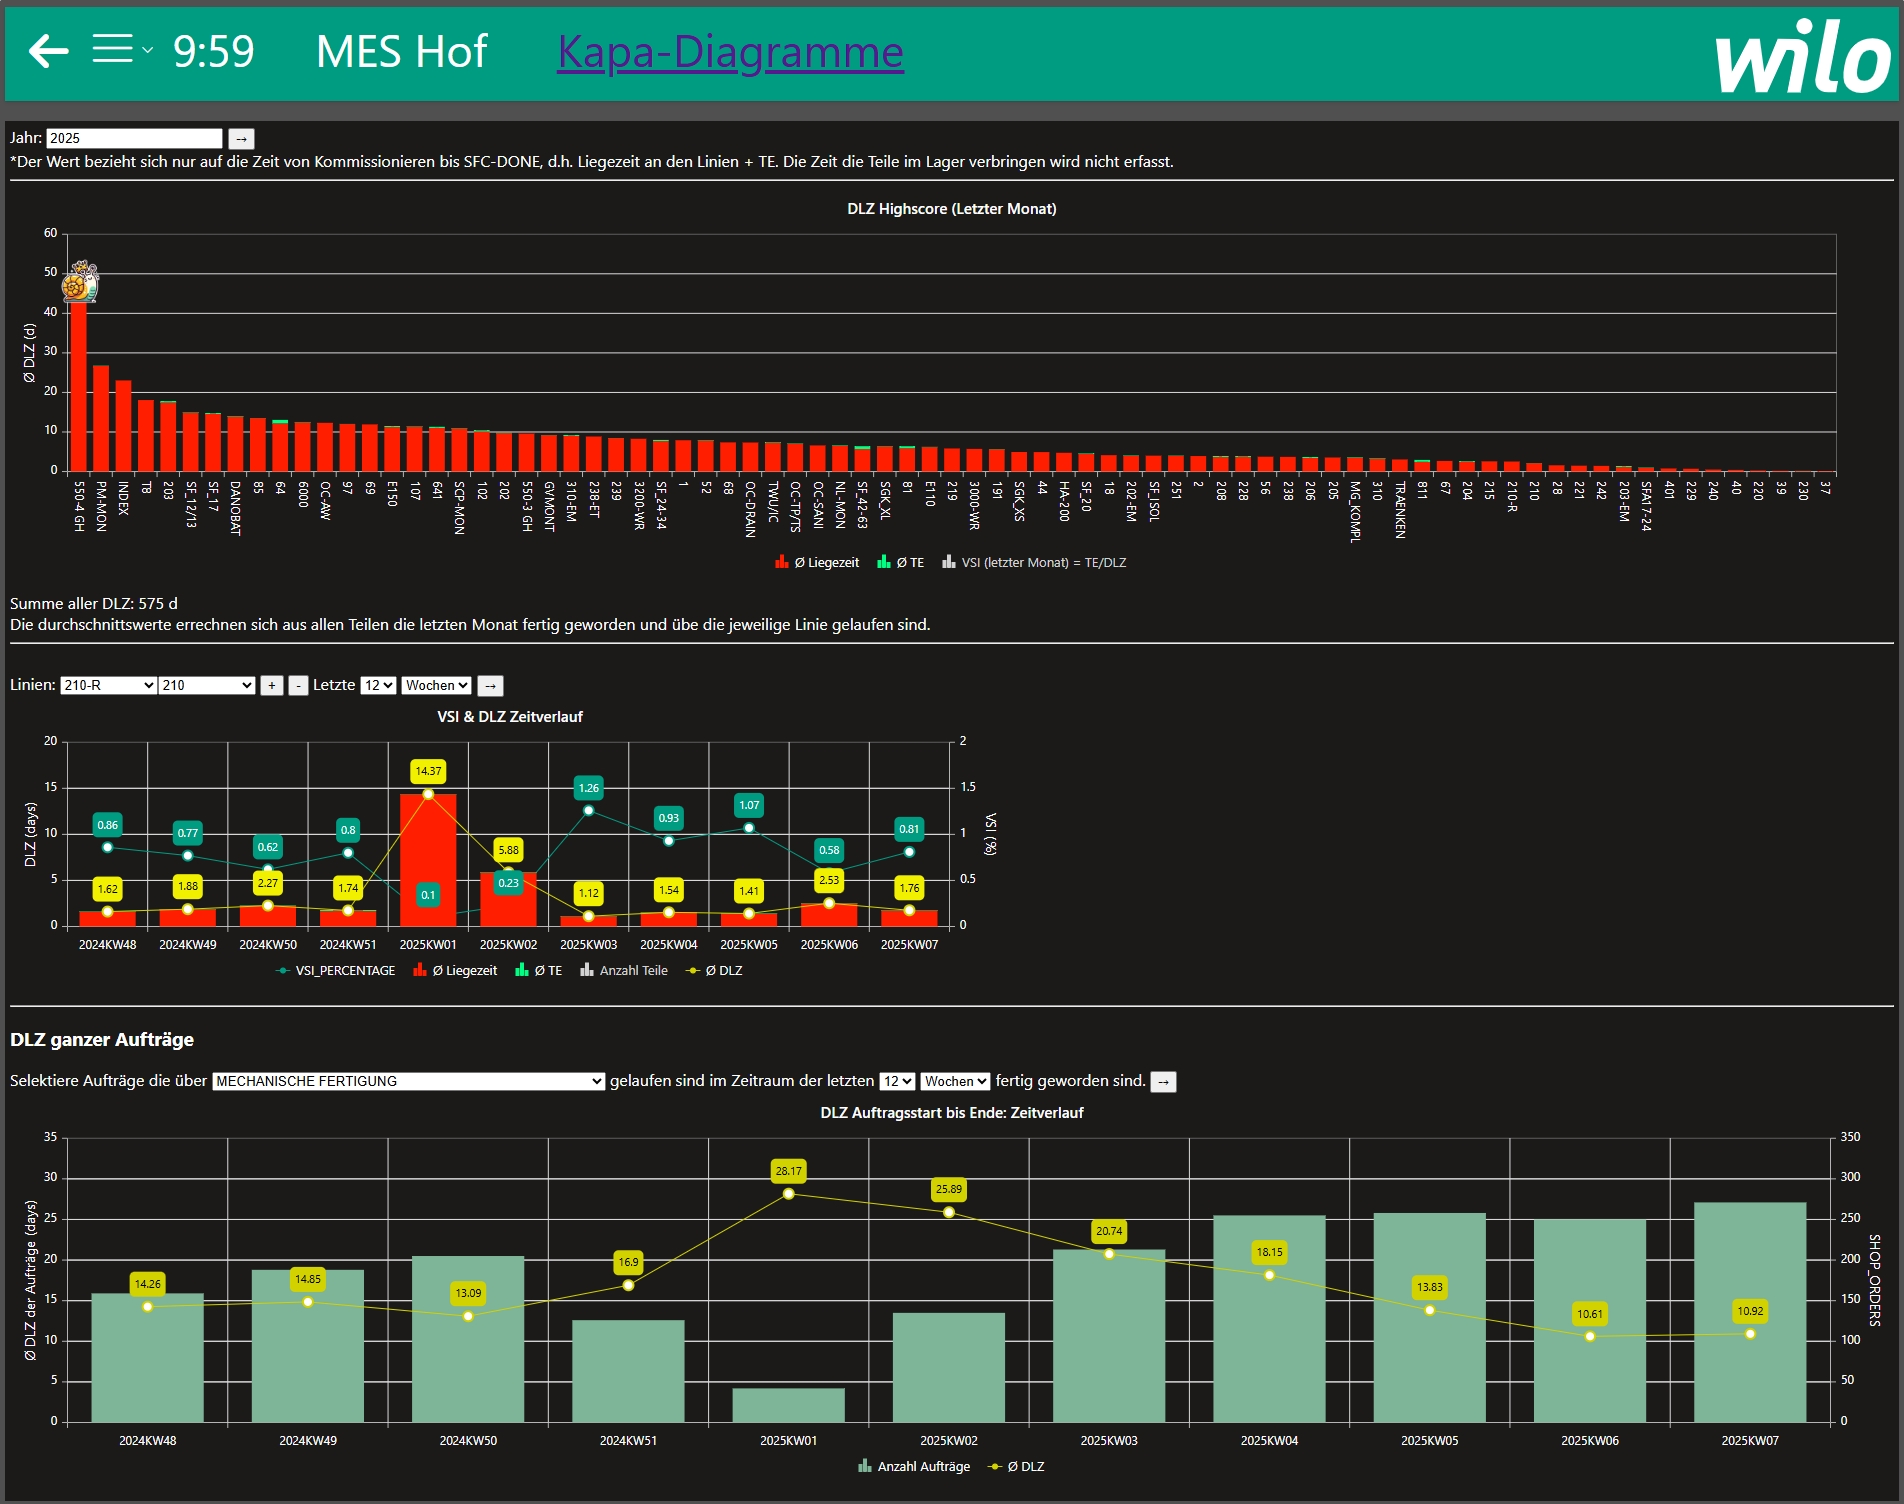 9:59 MES Hof Kapa-Diagramme wilo
Jahr: 2025 →
*Der Wert bezieht sich nur auf die Zeit von Kommissionieren bis SFC-DONE, d.h. Liegezeit an den Linien + TE. Die Zeit die Teile im Lager verbringen wird nicht erfasst.
DLZ Highscore (Letzter Monat)
Ø DLZ (d)
60
50
40
30
20
10
0
550-4 GH PM-MON INDEX T8 203 SF_12/13 SF_17 DANOBAT 85 64 6000 OC-AW 97 69 E150 107 641 SCP-MON 102 202 550-3 GH GVMONT 310-EM 238-ET 239 3200-WR SF_24-34 1 52 68 OC-DRAIN TWU/IC OC-TP/TS OC-SANI NL-MON SF_42-63 SGK_XL 81 E110 219 3000-WR 191 SGK_XS 44 HA-200 SF_20 18 202-EM SF_ISOL 251 2 208 228 56 238 206 205 MG_KOMPL 310 TRAENKEN 811 67 204 215 210-R 210 28 221 242 203-EM SFA17-24 401 229 240 40 220 39 230 37
Ø Liegezeit Ø TE VSI (letzter Monat) = TE/DLZ
Summe aller DLZ: 575 d
Die durchschnittswerte errechnen sich aus allen Teilen die letzten Monat fertig geworden und übe die jeweilige Linie gelaufen sind.
Linien: 210-R 210 + - Letzte 12 Wochen →
VSI & DLZ Zeitverlauf
DLZ (days)
20
15
10
5
0
VSI (%)
2
1.5
1
0.5
0
0.86 0.77 0.62 0.8 0.1 0.23 1.26 0.93 1.07 0.58 0.81
1.62 1.88 2.27 1.74 14.37 5.88 1.12 1.54 1.41 2.53 1.76
2024KW48 2024KW49 2024KW50 2024KW51 2025KW01 2025KW02 2025KW03 2025KW04 2025KW05 2025KW06 2025KW07
VSI_PERCENTAGE Ø Liegezeit Ø TE Anzahl Teile Ø DLZ
DLZ ganzer Aufträge
Selektiere Aufträge die über MECHANISCHE FERTIGUNG gelaufen sind im Zeitraum der letzten 12 Wochen fertig geworden sind. →
DLZ Auftragsstart bis Ende: Zeitverlauf
Ø DLZ der Aufträge (days)
35
30
25
20
15
10
5
0
SHOP_ORDERS
350
300
250
200
150
100
50
0
14.26 14.85 13.09 16.9 28.17 25.89 20.74 18.15 13.83 10.61 10.92
2024KW48 2024KW49 2024KW50 2024KW51 2025KW01 2025KW02 2025KW03 2025KW04 2025KW05 2025KW06 2025KW07
Anzahl Aufträge Ø DLZ